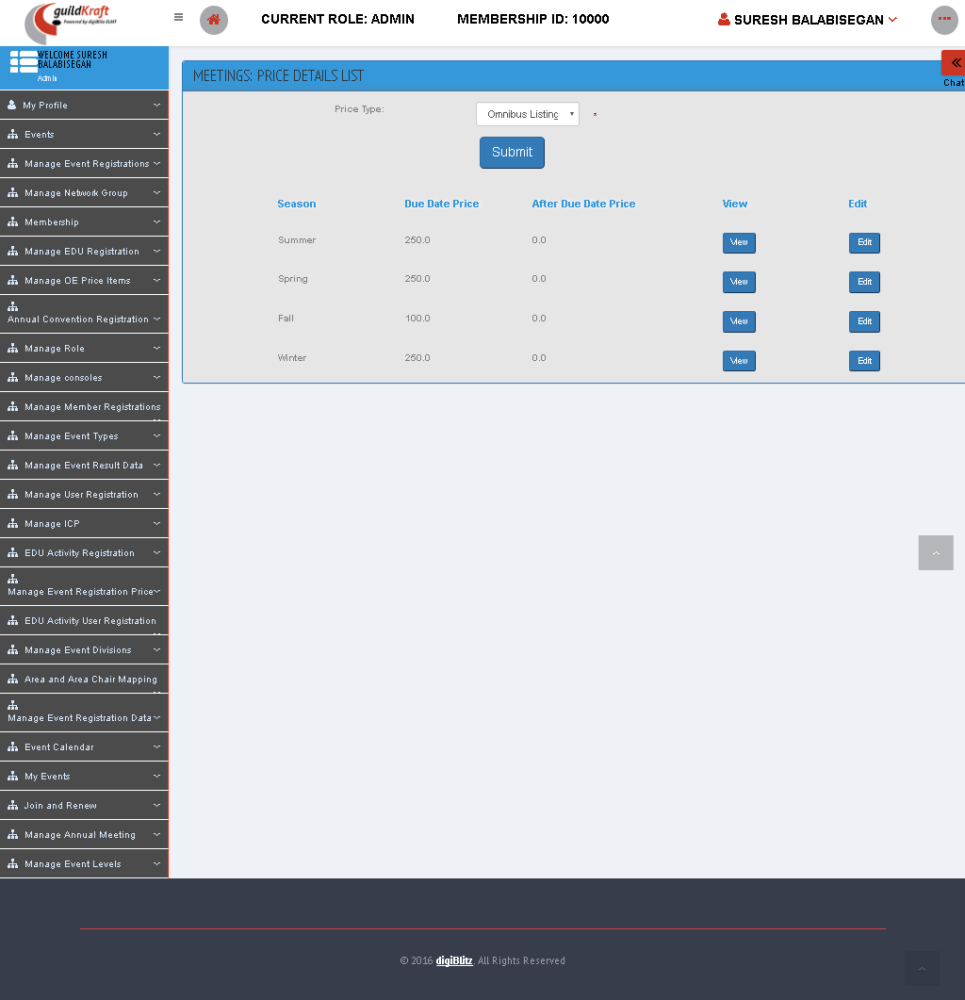 guildKraft
Powered by digiBlitz ELMT
CURRENT ROLE: ADMIN
MEMBERSHIP ID: 10000
SURESH BALABISEGAN
WELCOME SURESH
BALABISEGAN
Admin
Chat
My Profile
Events
Manage Event Registrations
Manage Network Group
Membership
Manage EDU Registration
Manage OE Price Items
Annual Convention Registration
Manage Role
Manage consoles
Manage Member Registrations
Manage Event Types
Manage Event Result Data
Manage User Registration
Manage ICP
EDU Activity Registration
Manage Event Registration Price
EDU Activity User Registration
Manage Event Divisions
Area and Area Chair Mapping
Manage Event Registration Data
Event Calendar
My Events
Join and Renew
Manage Annual Meeting
Manage Event Levels
MEETINGS: PRICE DETAILS LIST
Price Type: Omnibus Listing *
Submit
Season Due Date Price After Due Date Price View Edit
Summer 250.0 0.0 View Edit
Spring 250.0 0.0 View Edit
Fall 100.0 0.0 View Edit
Winter 250.0 0.0 View Edit
© 2016 digiBlitz. All Rights Reserved